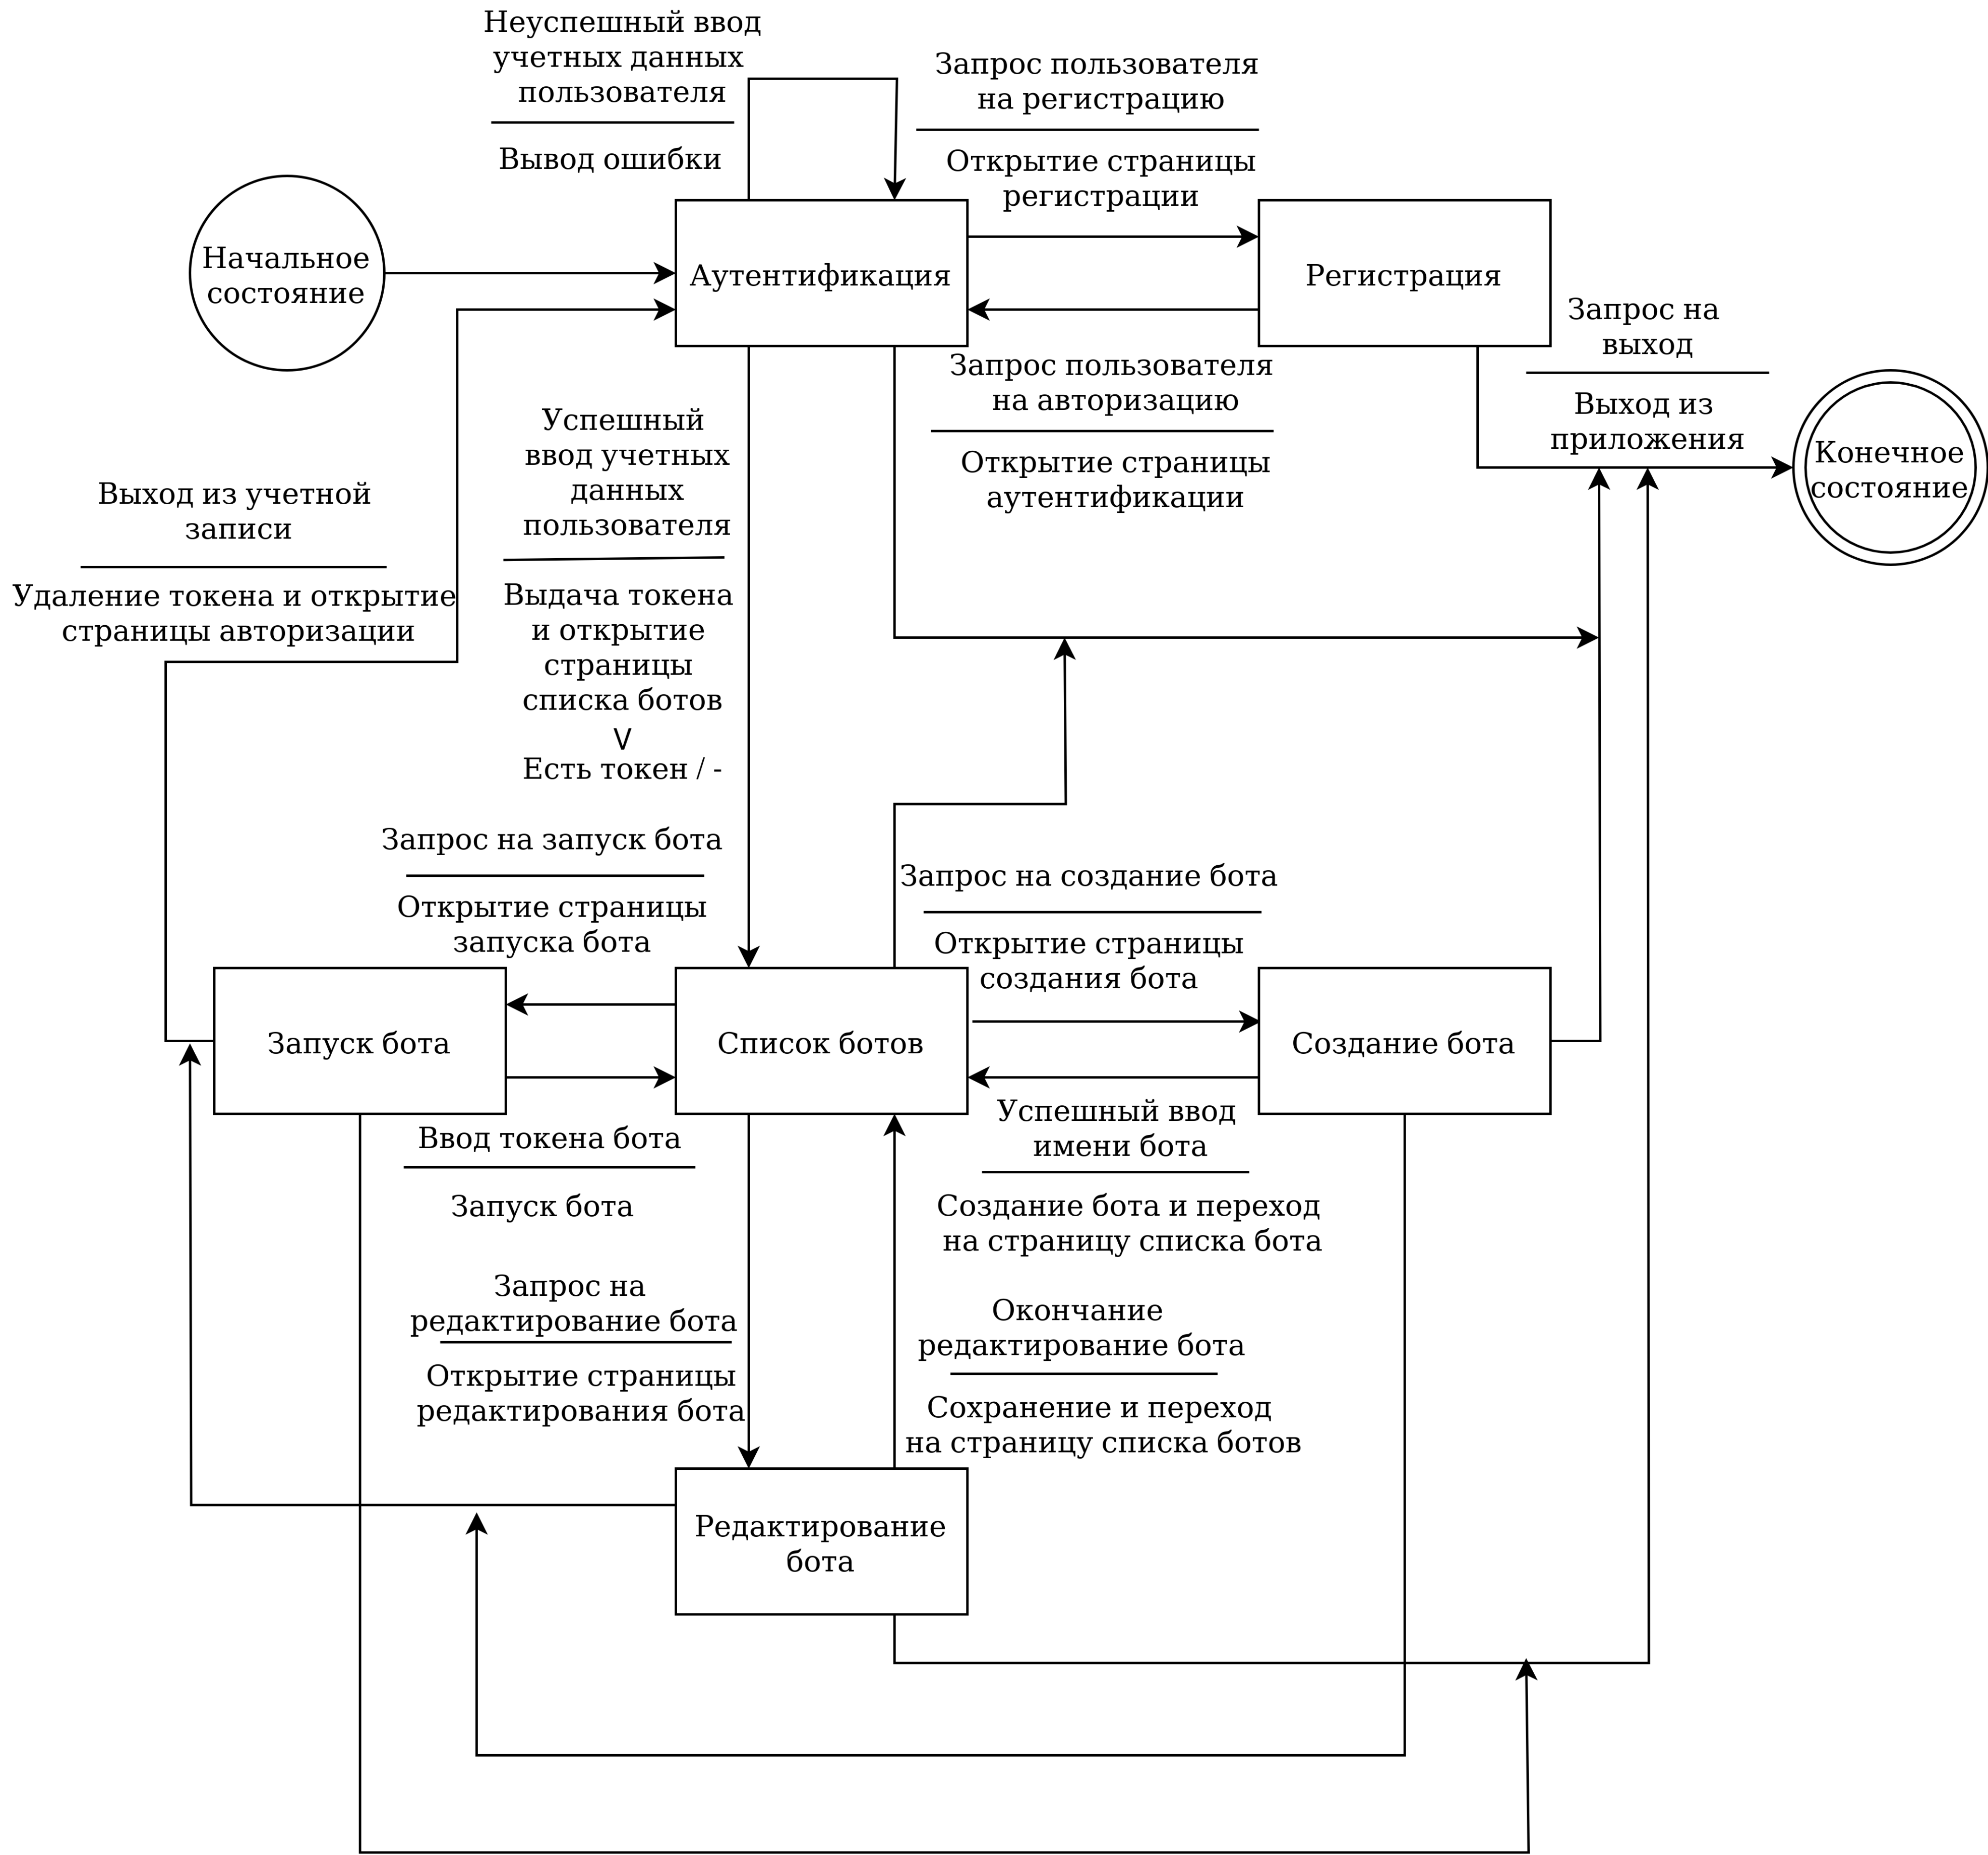 Неуспешный ввод
учетных данных
пользователя
Вывод ошибки
Запрос пользователя
на регистрацию
Открытие страницы
регистрации
Начальное
состояние
Аутентификация
Регистрация
Запрос на
выход
Выход из
приложения
Конечное
состояние
Запрос пользователя
на авторизацию
Открытие страницы
аутентификации
Успешный
ввод учетных
данных
пользователя
Выдача токена
и открытие
страницы
списка ботов
V
Есть токен / -
Выход из учетной
записи
Удаление токена и открытие
страницы авторизации
Запрос на запуск бота
Открытие страницы
запуска бота
Запрос на создание бота
Открытие страницы
создания бота
Запуск бота
Список ботов
Создание бота
Ввод токена бота
Запуск бота
Успешный ввод
имени бота
Создание бота и переход
на страницу списка бота
Запрос на
редактирование бота
Открытие страницы
редактирования бота
Окончание
редактирование бота
Сохранение и переход
на страницу списка ботов
Редактирование
бота